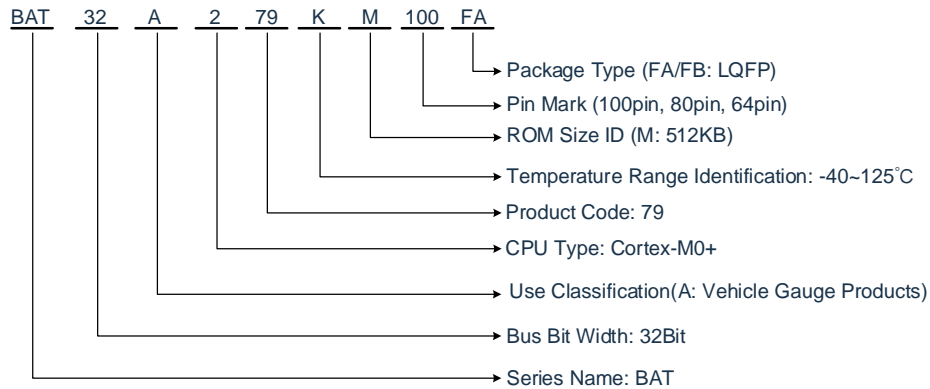 BAT 32 A 2 79 K M 100 FA
Package Type (FA/FB: LQFP)
Pin Mark (100pin, 80pin, 64pin)
ROM Size ID (M: 512KB)
Temperature Range Identification: -40~125°C
Product Code: 79
CPU Type: Cortex-M0+
Use Classification(A: Vehicle Gauge Products)
Bus Bit Width: 32Bit
Series Name: BAT